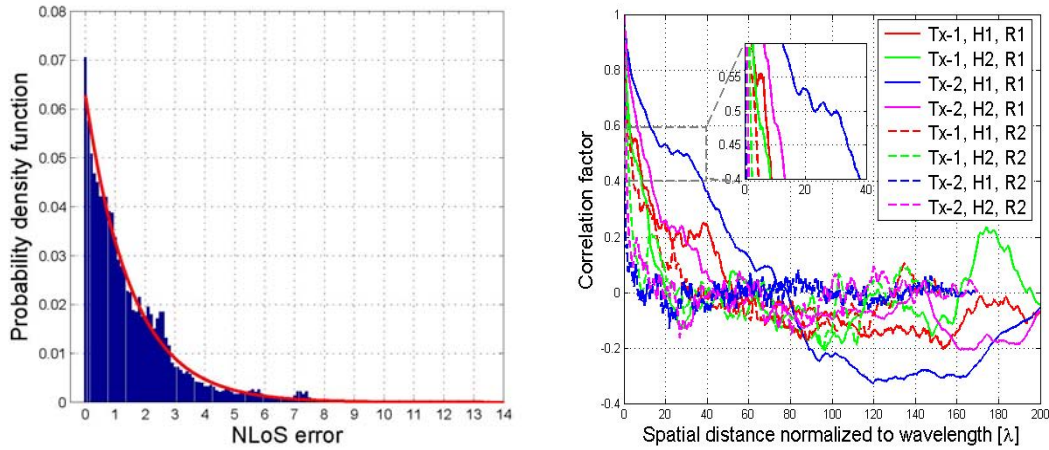 0.08
0.07
0.06
0.05
0.04
0.03
0.02
0.01
0
Probability density function
0 1 2 3 4 5 6 7 8 9 10 11 12 13 14
NLoS error
1
0.8
0.6
0.4
0.2
0
-0.2
-0.4
Correlation factor
0.55
0.5
0.45
0.4
0 20 40
Tx-1, H1, R1
Tx-1, H2, R1
Tx-2, H1, R1
Tx-2, H2, R1
Tx-1, H1, R2
Tx-1, H2, R2
Tx-2, H1, R2
Tx-2, H2, R2
0 20 40 60 80 100 120 140 160 180 200
Spatial distance normalized to wavelength [λ]